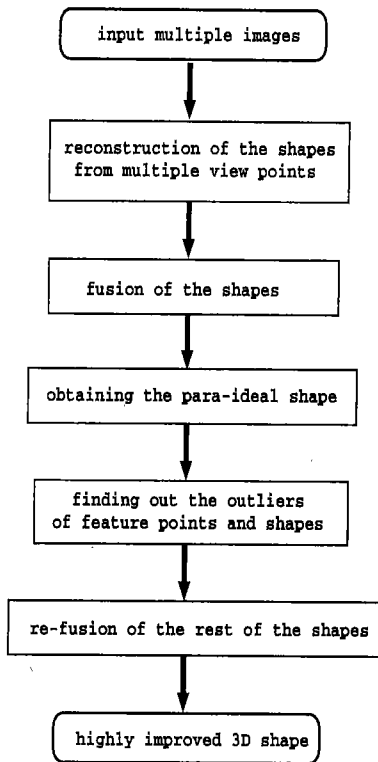 input multiple images
reconstruction of the shapes
from multiple view points
fusion of the shapes
obtaining the para-ideal shape
finding out the outliers
of feature points and shapes
re-fusion of the rest of the shapes
highly improved 3D shape